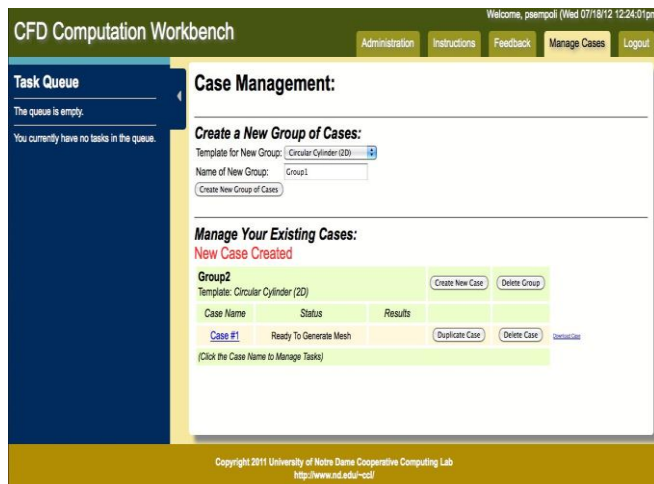 Welcome, psempoli (Wed 07/18/12 12:24:01pm
CFD Computation Workbench
Administration Instructions Feedback Manage Cases Logout
Task Queue
The queue is empty.
You currently have no tasks in the queue.
Case Management:
Create a New Group of Cases:
Template for New Group: Circular Cylinder (2D)
Name of New Group: Group1
Create New Group of Cases
Manage Your Existing Cases:
New Case Created
Group2 Create New Case Delete Group
Template: Circular Cylinder (2D)
Case Name Status Results
Case #1 Ready To Generate Mesh Duplicate Case Delete Case Download Case
(Click the Case Name to Manage Tasks)
Copyright 2011 University of Notre Dame Cooperative Computing Lab
http://www.nd.edu/~ccl/